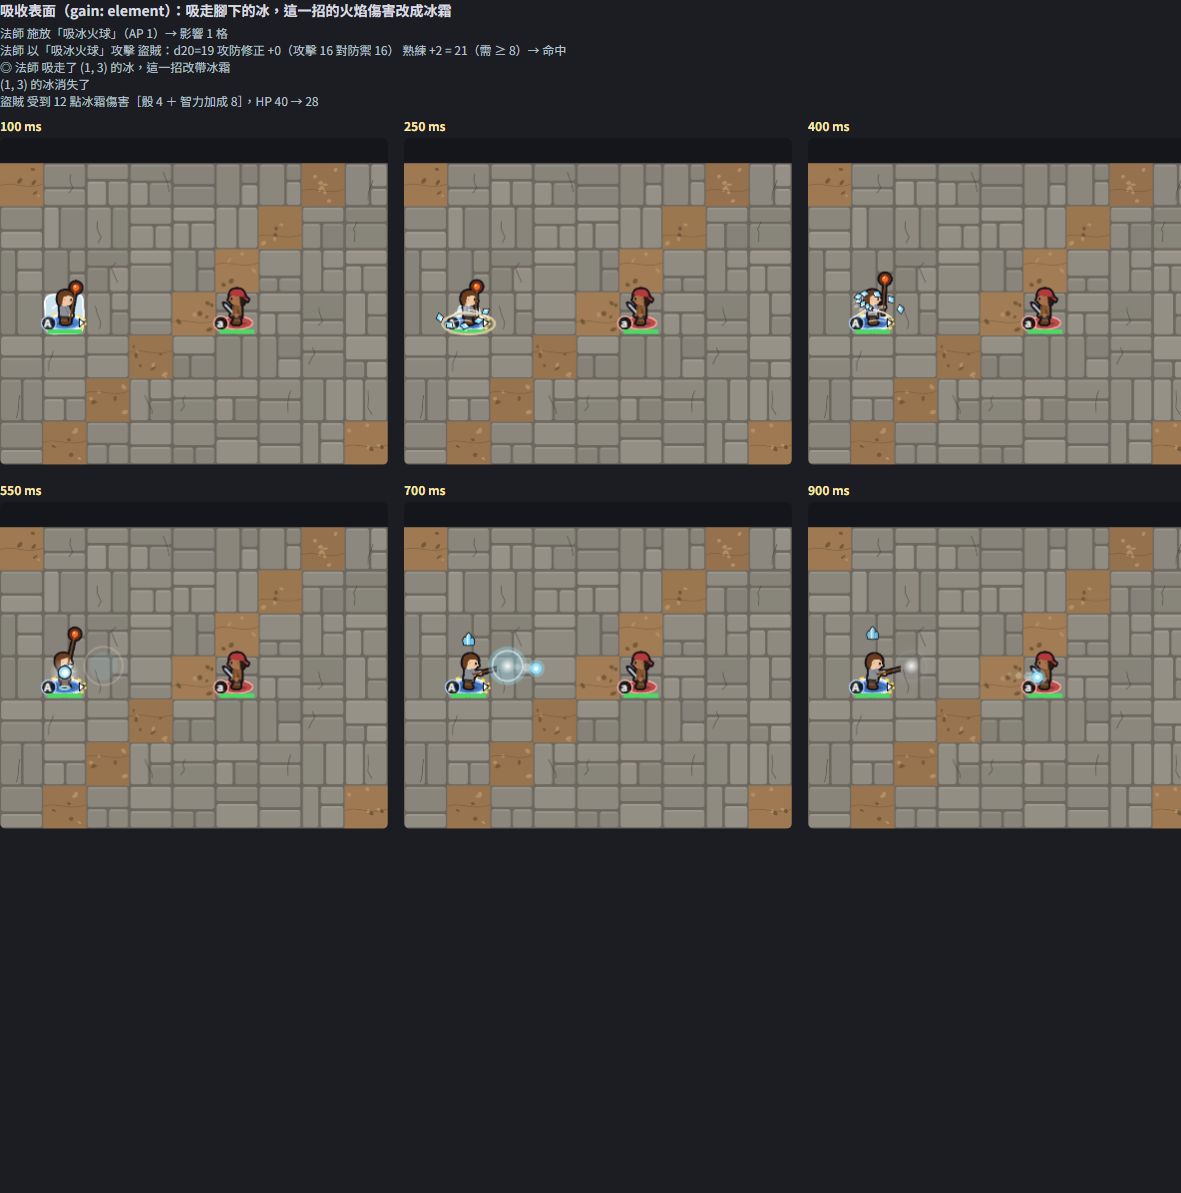 吸收表面（gain: element）：吸走腳下的冰，這一招的火焰傷害改成冰霜
法師 施放「吸冰火球」（AP 1）→ 影響 1 格
法師 以「吸冰火球」攻擊 盜賊：d20=19 攻防修正 +0（攻擊 16 對防禦 16） 熟練 +2 = 21（需 ≥ 8）→ 命中
◎ 法師 吸走了 (1, 3) 的冰，這一招改帶冰霜
(1, 3) 的冰消失了
盜賊 受到 12 點冰霜傷害［骰 4 ＋ 智力加成 8］，HP 40 → 28
100 ms
250 ms
400 ms
A
a
a
A
a
550 ms
700 ms
900 ms
A
a
A
a
A
a